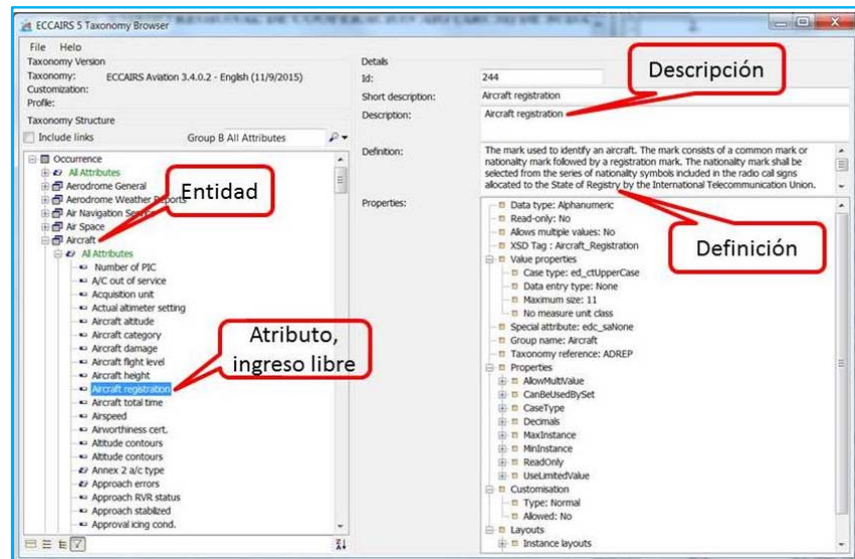 ECCAIRS 5 Taxonomy Browser
File Help
Taxonomy Version
Taxonomy: ECCAIRS Aviation 3.4.0.2 - English (11/9/2015)
Customization:
Profile:
Taxonomy Structure
Include links Group B All Attributes
Occurrence
All Attributes
Aerodrome General
Aerodrome Weather Reports
Air Navigation Service
Air Space
Aircraft
All Attributes
Number of PIC
A/C out of service
Acquisition unit
Actual altimeter setting
Aircraft altitude
Aircraft category
Aircraft damage
Aircraft flight level
Aircraft height
Aircraft registration
Aircraft total time
Airspeed
Airworthiness cert.
Altitude contours
Altitude contours
Annex 2 a/c type
Approach errors
Approach RVR status
Approach stabilized
Approval icing cond.
Entidad
Atributo,
ingreso libre
Details
Id: 244
Short description: Aircraft registration
Description: Aircraft registration
Definition: The mark used to identify an aircraft. The mark consists of a common mark or
nationality mark followed by a registration mark. The nationality mark shall be
selected from the series of nationality symbols included in the radio call signs
allocated to the State of Registry by the International Telecommunication Union.
Properties:
Data type: Alphanumeric
Read-only: No
Allows multiple values: No
XSD Tag : Aircraft_Registration
Value properties
Case type: ed_ctUpperCase
Data entry type: None
Maximum size: 11
No measure unit class
Special attribute: edc_saNone
Group name: Aircraft
Taxonomy reference: ADREP
Properties
AllowMultiValue
CanBeUsedBySet
CaseType
Decimals
MaxInstance
MinInstance
ReadOnly
UseLimitedValue
Customisation
Type: Normal
Allowed: No
Layouts
Instance layouts
Descripción
Definición